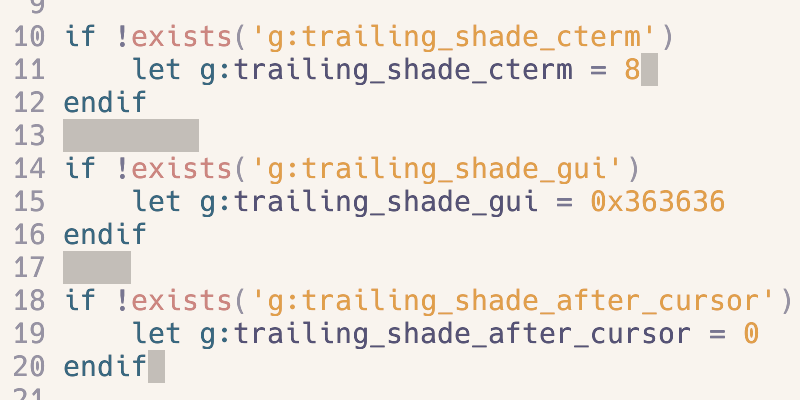 9
10 if !exists('g:trailing_shade_cterm')
11     let g:trailing_shade_cterm = 8
12 endif
13
14 if !exists('g:trailing_shade_gui')
15     let g:trailing_shade_gui = 0x363636
16 endif
17
18 if !exists('g:trailing_shade_after_cursor')
19     let g:trailing_shade_after_cursor = 0
20 endif
21